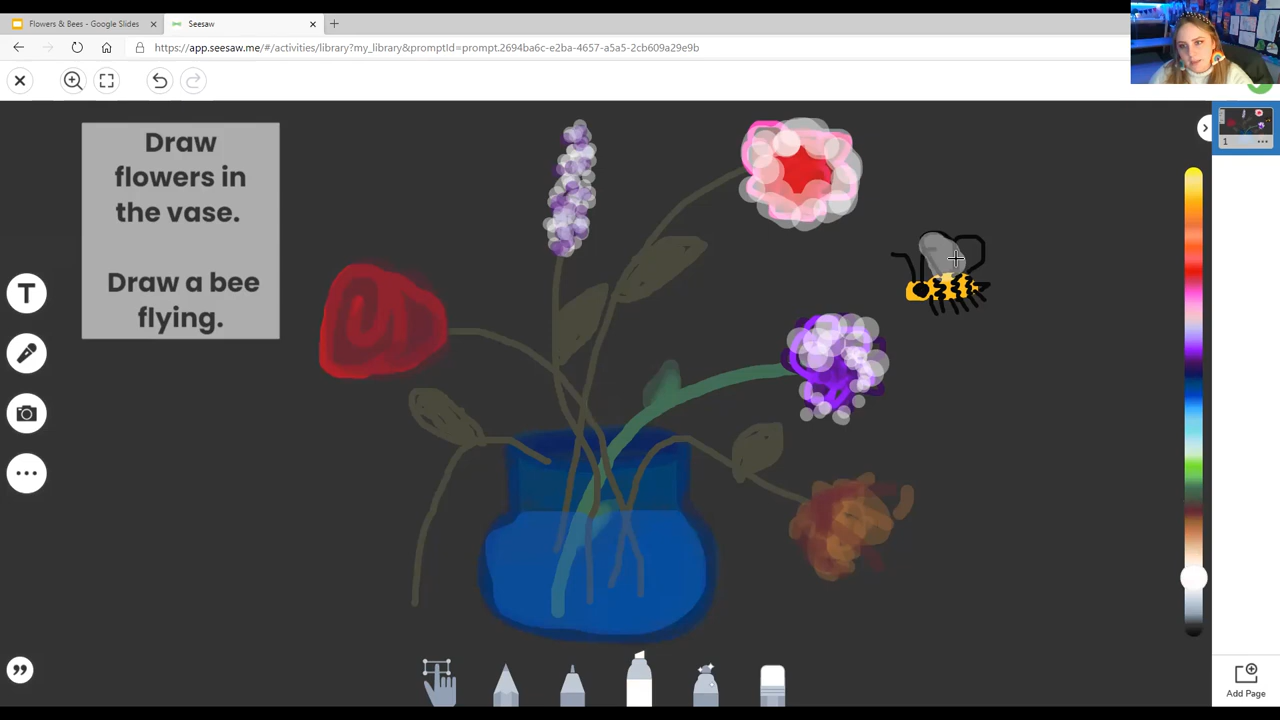 Flowers & Bees - Google Slides
Seesaw
https://app.seesaw.me/#/activities/library?my_library&promptId=prompt.2694ba6c-e2ba-4657-a5a5-2cb609a29e9b
Draw
flowers in
the vase.
Draw a bee
flying.
T
1
Add Page